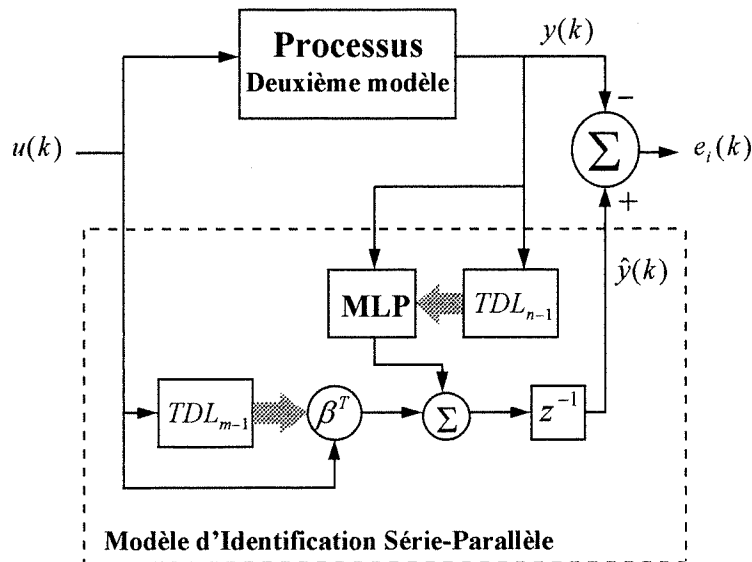 Processus
Deuxième modèle
y(k)
−
u(k)
Σ
e_i(k)
+
ŷ(k)
MLP
TDL_{n−1}
TDL_{m−1}
β^T
Σ
z^{−1}
Modèle d'Identification Série-Parallèle